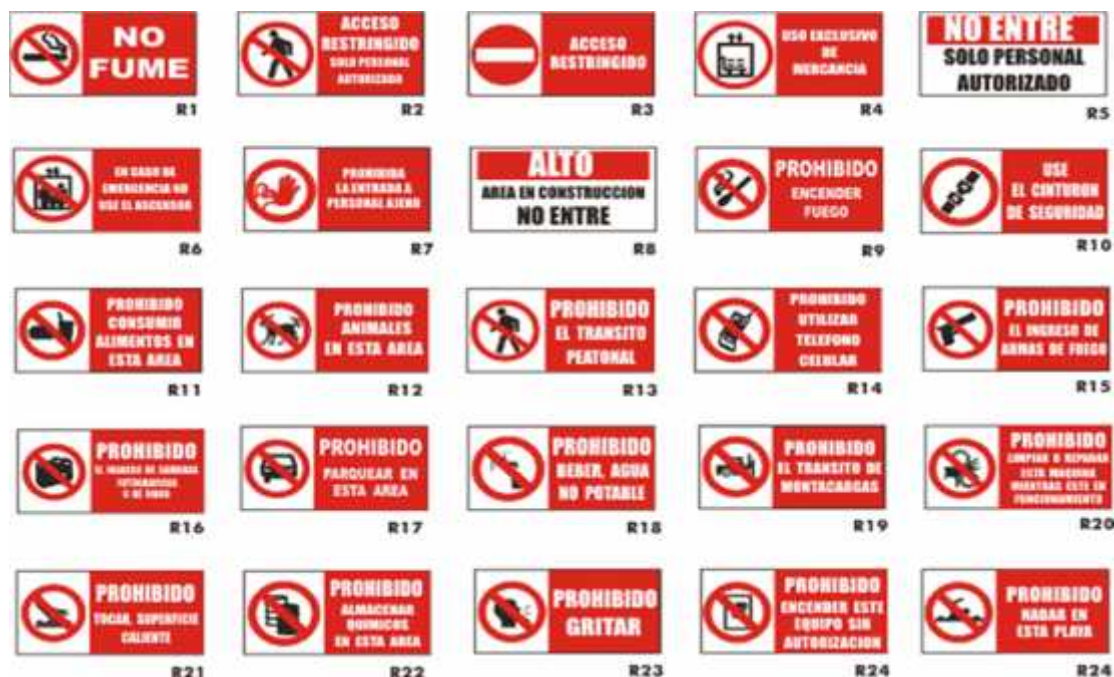 NO
FUME
R1
ACCESO
RESTRINGIDO
SOLO PERSONAL
AUTORIZADO
R2
ACCESO
RESTRINGIDO
R3
USO EXCLUSIVO
DE
MERCANCIA
R4
NO ENTRE
SOLO PERSONAL
AUTORIZADO
R5
EN CASO DE
EMERGENCIA NO
USE EL ASCENSOR
R6
PROHIBIDA
LA ENTRADA A
PERSONAL AJENO
R7
ALTO
AREA EN CONSTRUCCION
NO ENTRE
R8
PROHIBIDO
ENCENDER
FUEGO
R9
USE
EL CINTURON
DE SEGURIDAD
R10
PROHIBIDO
CONSUMIR
ALIMENTOS EN
ESTA AREA
R11
PROHIBIDO
ANIMALES
EN ESTA AREA
R12
PROHIBIDO
EL TRANSITO
PEATONAL
R13
PROHIBIDO
UTILIZAR
TELEFONO
CELULAR
R14
PROHIBIDO
EL INGRESO DE
ARMAS DE FUEGO
R15
PROHIBIDO
EL INGRESO DE CAMARAS
FOTOGRAFICAS
O DE VIDEO
R16
PROHIBIDO
PARQUEAR EN
ESTA AREA
R17
PROHIBIDO
BEBER, AGUA
NO POTABLE
R18
PROHIBIDO
EL TRANSITO DE
MONTACARGAS
R19
PROHIBIDO
LIMPIAR O REPARAR
ESTA MAQUINA
MIENTRAS ESTE EN
FUNCIONAMIENTO
R20
PROHIBIDO
TOCAR, SUPERFICIE
CALIENTE
R21
PROHIBIDO
ALMACENAR
QUIMICOS
EN ESTA AREA
R22
PROHIBIDO
GRITAR
R23
PROHIBIDO
ENCENDER ESTE
EQUIPO SIN
AUTORIZACION
R24
PROHIBIDO
NADAR EN
ESTA PLAYA
R24